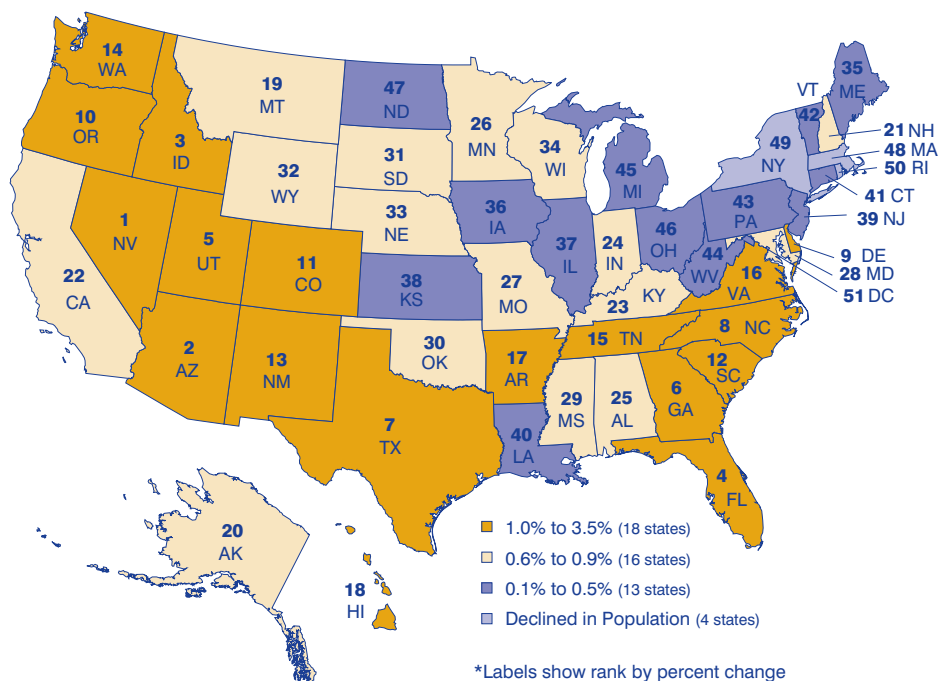 14
WA
19
MT
47
ND
26
MN
35
ME
VT
42
10
OR
3
ID
21 NH
48 MA
50 RI
41 CT
39 NJ
49
NY
31
SD
34
WI
45
MI
32
WY
33
NE
36
IA
43
PA
1
NV
5
UT
11
CO
37
IL
24
IN
46
OH
44
WV
9 DE
28 MD
51 DC
22
CA
38
KS
27
MO
KY
23
16
VA
2
AZ
13
NM
30
OK
17
AR
15 TN
8 NC
12
SC
7
TX
40
LA
29
MS
25
AL
6
GA
4
FL
20
AK
18
HI
1.0% to 3.5% (18 states)
0.6% to 0.9% (16 states)
0.1% to 0.5% (13 states)
Declined in Population (4 states)
*Labels show rank by percent change